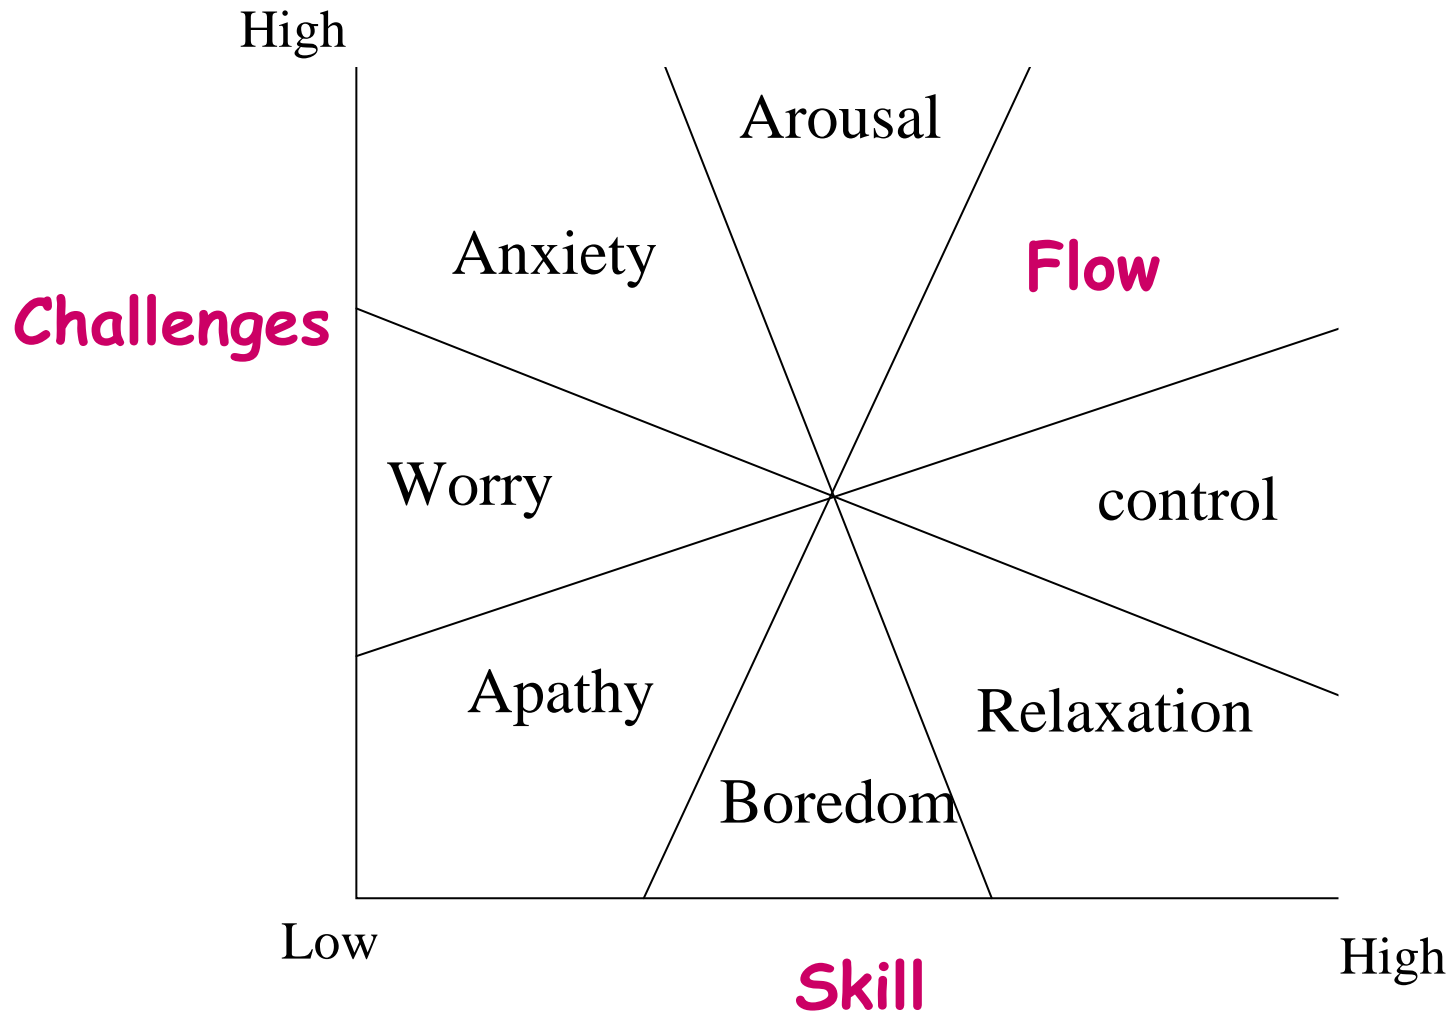 High
Arousal
Anxiety
Flow
Challenges
Worry
control
Apathy
Relaxation
Boredom
Low
High
Skill